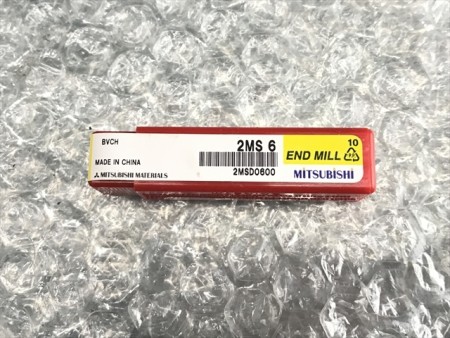 BVCH
MADE IN CHINA
MITSUBISHI MATERIALS
2MS 6
2MSD0600
10
END MILL
MITSUBISHI